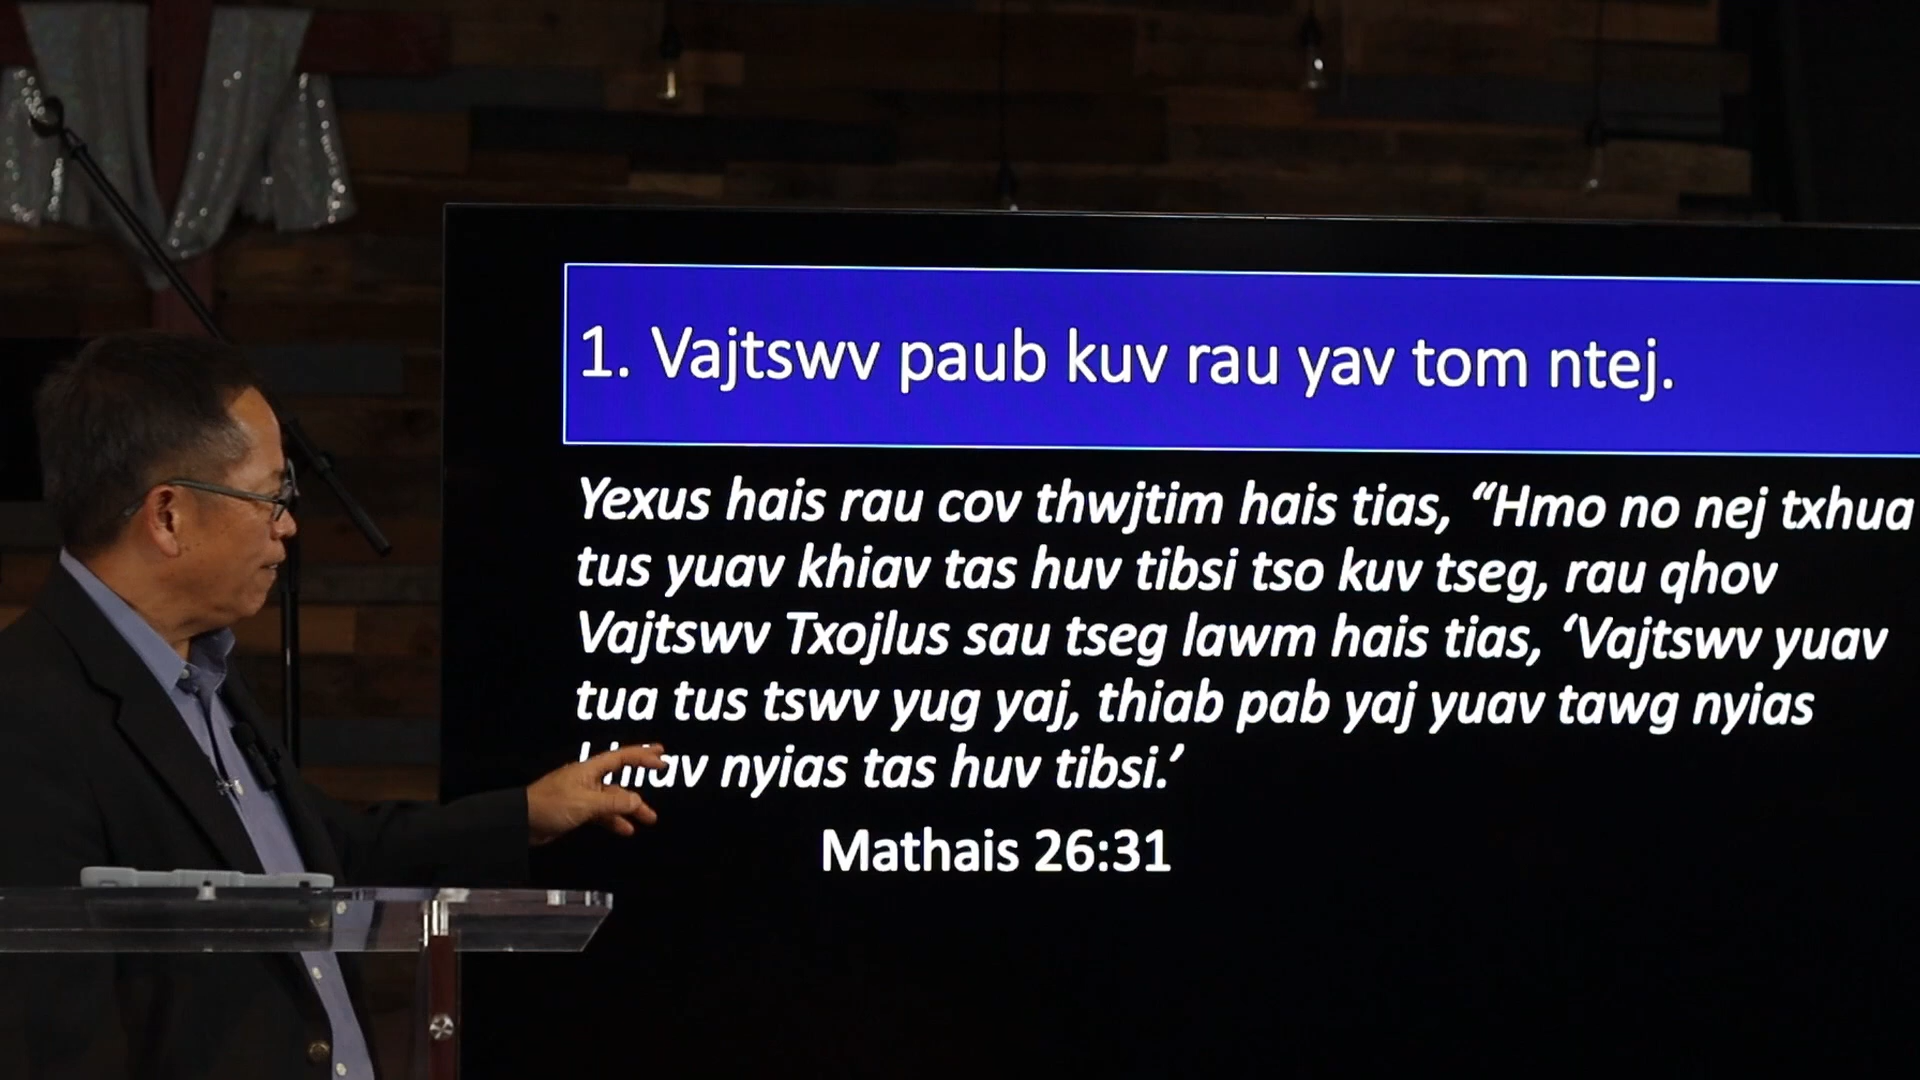 1. Vajtswv paub kuv rau yav tom ntej.
Yexus hais rau cov thwjtim hais tias, “Hmo no nej txhua
tus yuav khiav tas huv tibsi tso kuv tseg, rau qhov
Vajtswv Txojlus sau tseg lawm hais tias, ‘Vajtswv yuav
tua tus tswv yug yaj, thiab pab yaj yuav tawg nyias
nyias tas huv tibsi.’
Mathais 26:31